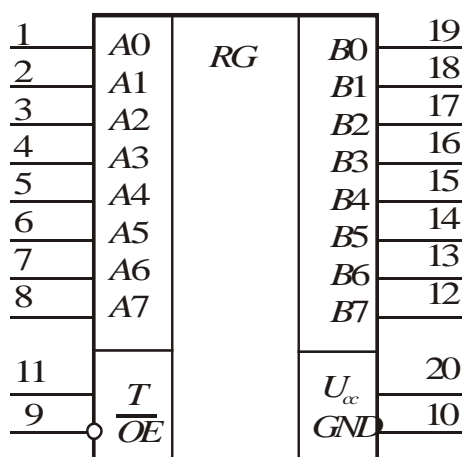 1 A0 RG B0 19
2 A1 B1 18
3 A2 B2 17
4 A3 B3 16
5 A4 B4 15
6 A5 B5 14
7 A6 B6 13
8 A7 B7 12
11 T Ucc 20
9 OE GND 10